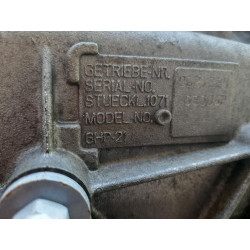 GETRIEBE-NR.
SERIAL-NO.
STUECKL.1071
MODEL-NO.
6HP-21